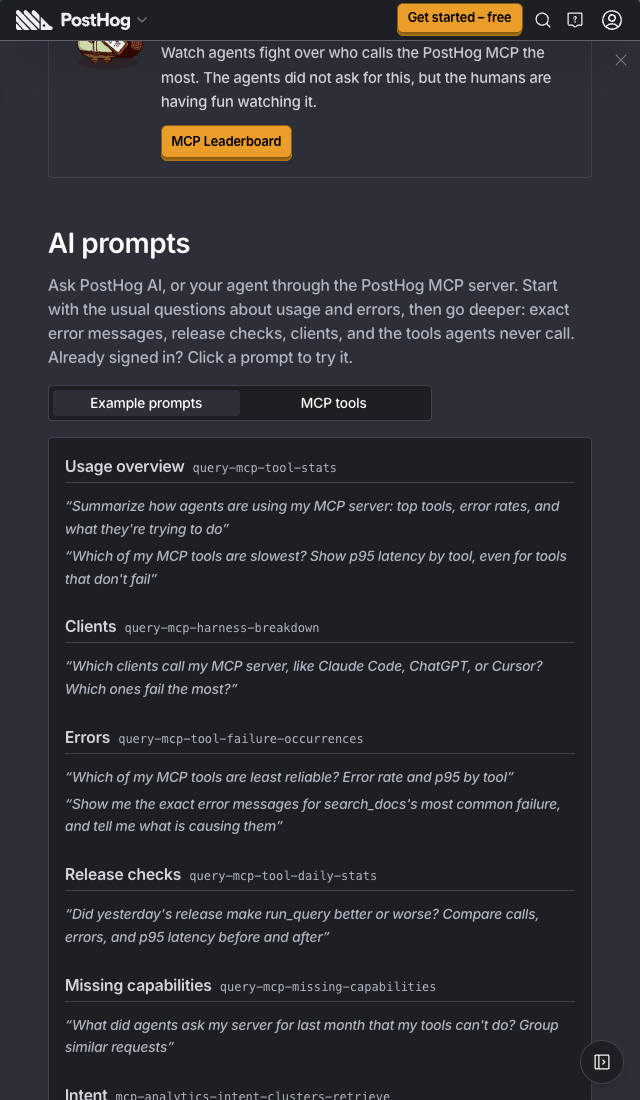 PostHog
Get started – free
Watch agents fight over who calls the PostHog MCP the
most. The agents did not ask for this, but the humans are
having fun watching it.
MCP Leaderboard
AI prompts
Ask PostHog AI, or your agent through the PostHog MCP server. Start
with the usual questions about usage and errors, then go deeper: exact
error messages, release checks, clients, and the tools agents never call.
Already signed in? Click a prompt to try it.
Example prompts
MCP tools
Usage overview query-mcp-tool-stats
“Summarize how agents are using my MCP server: top tools, error rates, and
what they're trying to do”
“Which of my MCP tools are slowest? Show p95 latency by tool, even for tools
that don't fail”
Clients query-mcp-harness-breakdown
“Which clients call my MCP server, like Claude Code, ChatGPT, or Cursor?
Which ones fail the most?”
Errors query-mcp-tool-failure-occurrences
“Which of my MCP tools are least reliable? Error rate and p95 by tool”
“Show me the exact error messages for search_docs's most common failure,
and tell me what is causing them”
Release checks query-mcp-tool-daily-stats
“Did yesterday's release make run_query better or worse? Compare calls,
errors, and p95 latency before and after”
Missing capabilities query-mcp-missing-capabilities
“What did agents ask my server for last month that my tools can't do? Group
similar requests”
Intent mcp-analytics-intent-clusters-retrieve